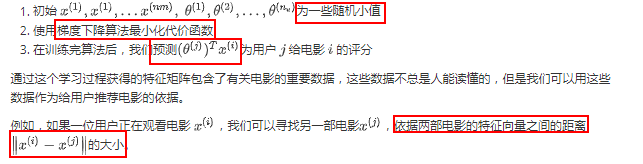 1. 初始 x^{(1)}, x^{(1)}, ... x^{(nm)}, θ^{(1)}, θ^{(2)}, ..., θ^{(n_u)}为一些随机小值
2. 使用梯度下降算法最小化代价函数
3. 在训练完算法后，我们预测(θ^{(j)})^T x^{(i)}为用户 j 给电影 i 的评分
通过这个学习过程获得的特征矩阵包含了有关电影的重要数据，这些数据不总是人能读懂的，但是我们可以用这些
数据作为给用户推荐电影的依据。
例如，如果一位用户正在观看电影 x^{(i)}，我们可以寻找另一部电影x^{(j)}，依据两部电影的特征向量之间的距离
‖x^{(i)} − x^{(j)}‖的大小。